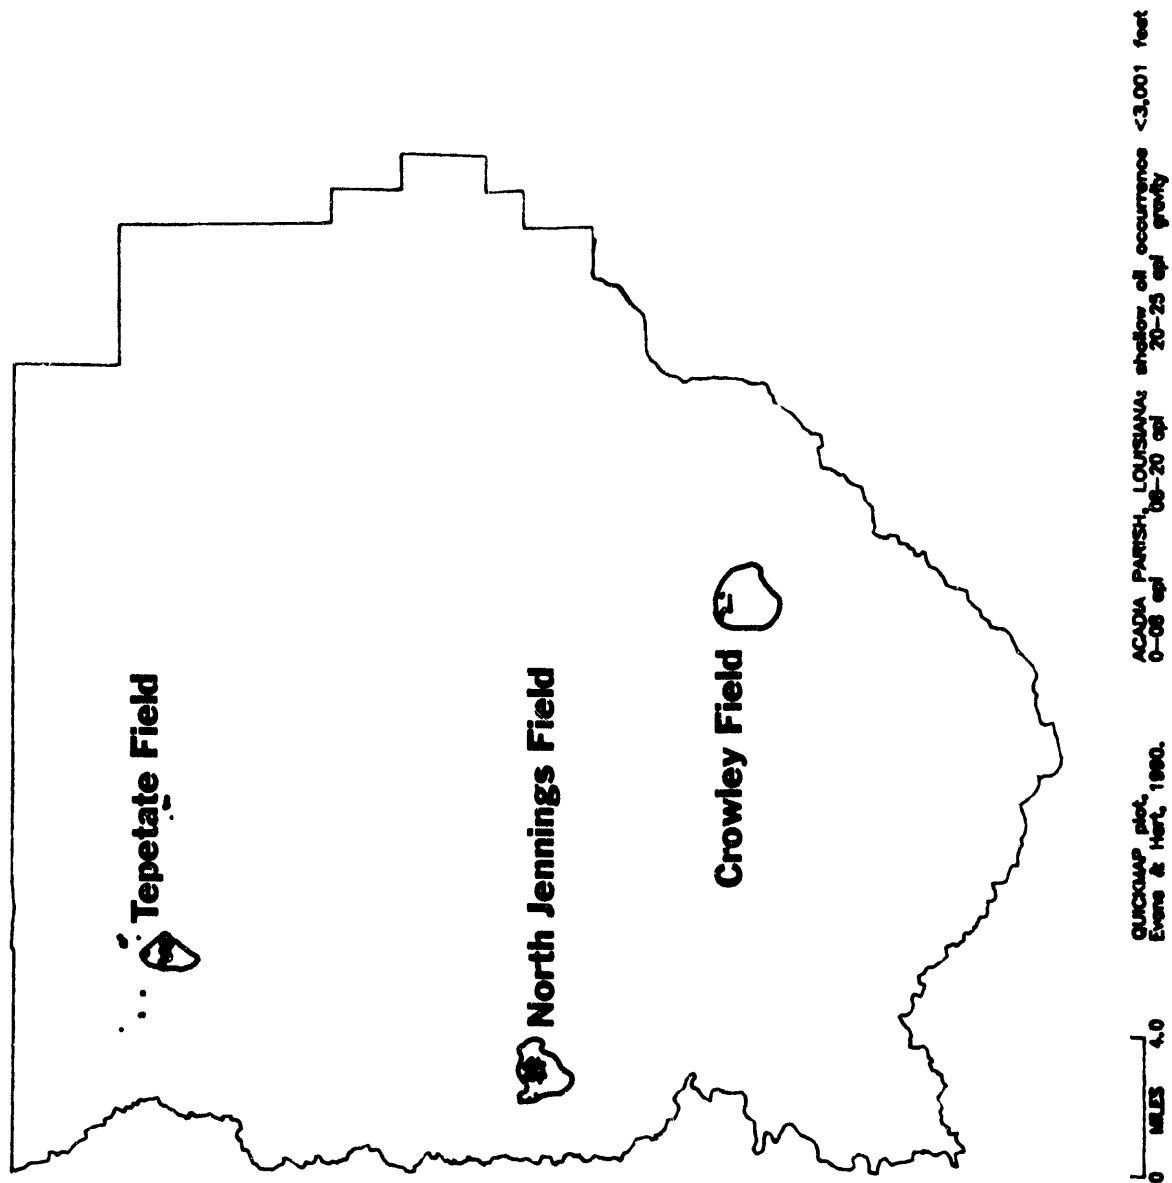 Tepetate Field
North Jennings Field
Crowley Field
0 MILES 4.0
QUICKMAP plot,
Evans & Hart, 1990.
ACADIA PARISH, LOUISIANA: shallow oil occurrence <3,001 feet
0-08 api 08-20 api 20-25 api gravity